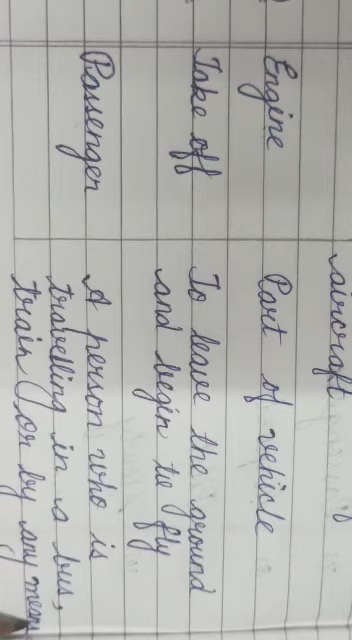 aircraft
Engine Part of vehicle
Take off To leave the ground
and begin to fly
Passenger A person who is
travelling in a bus,
train (or by any means